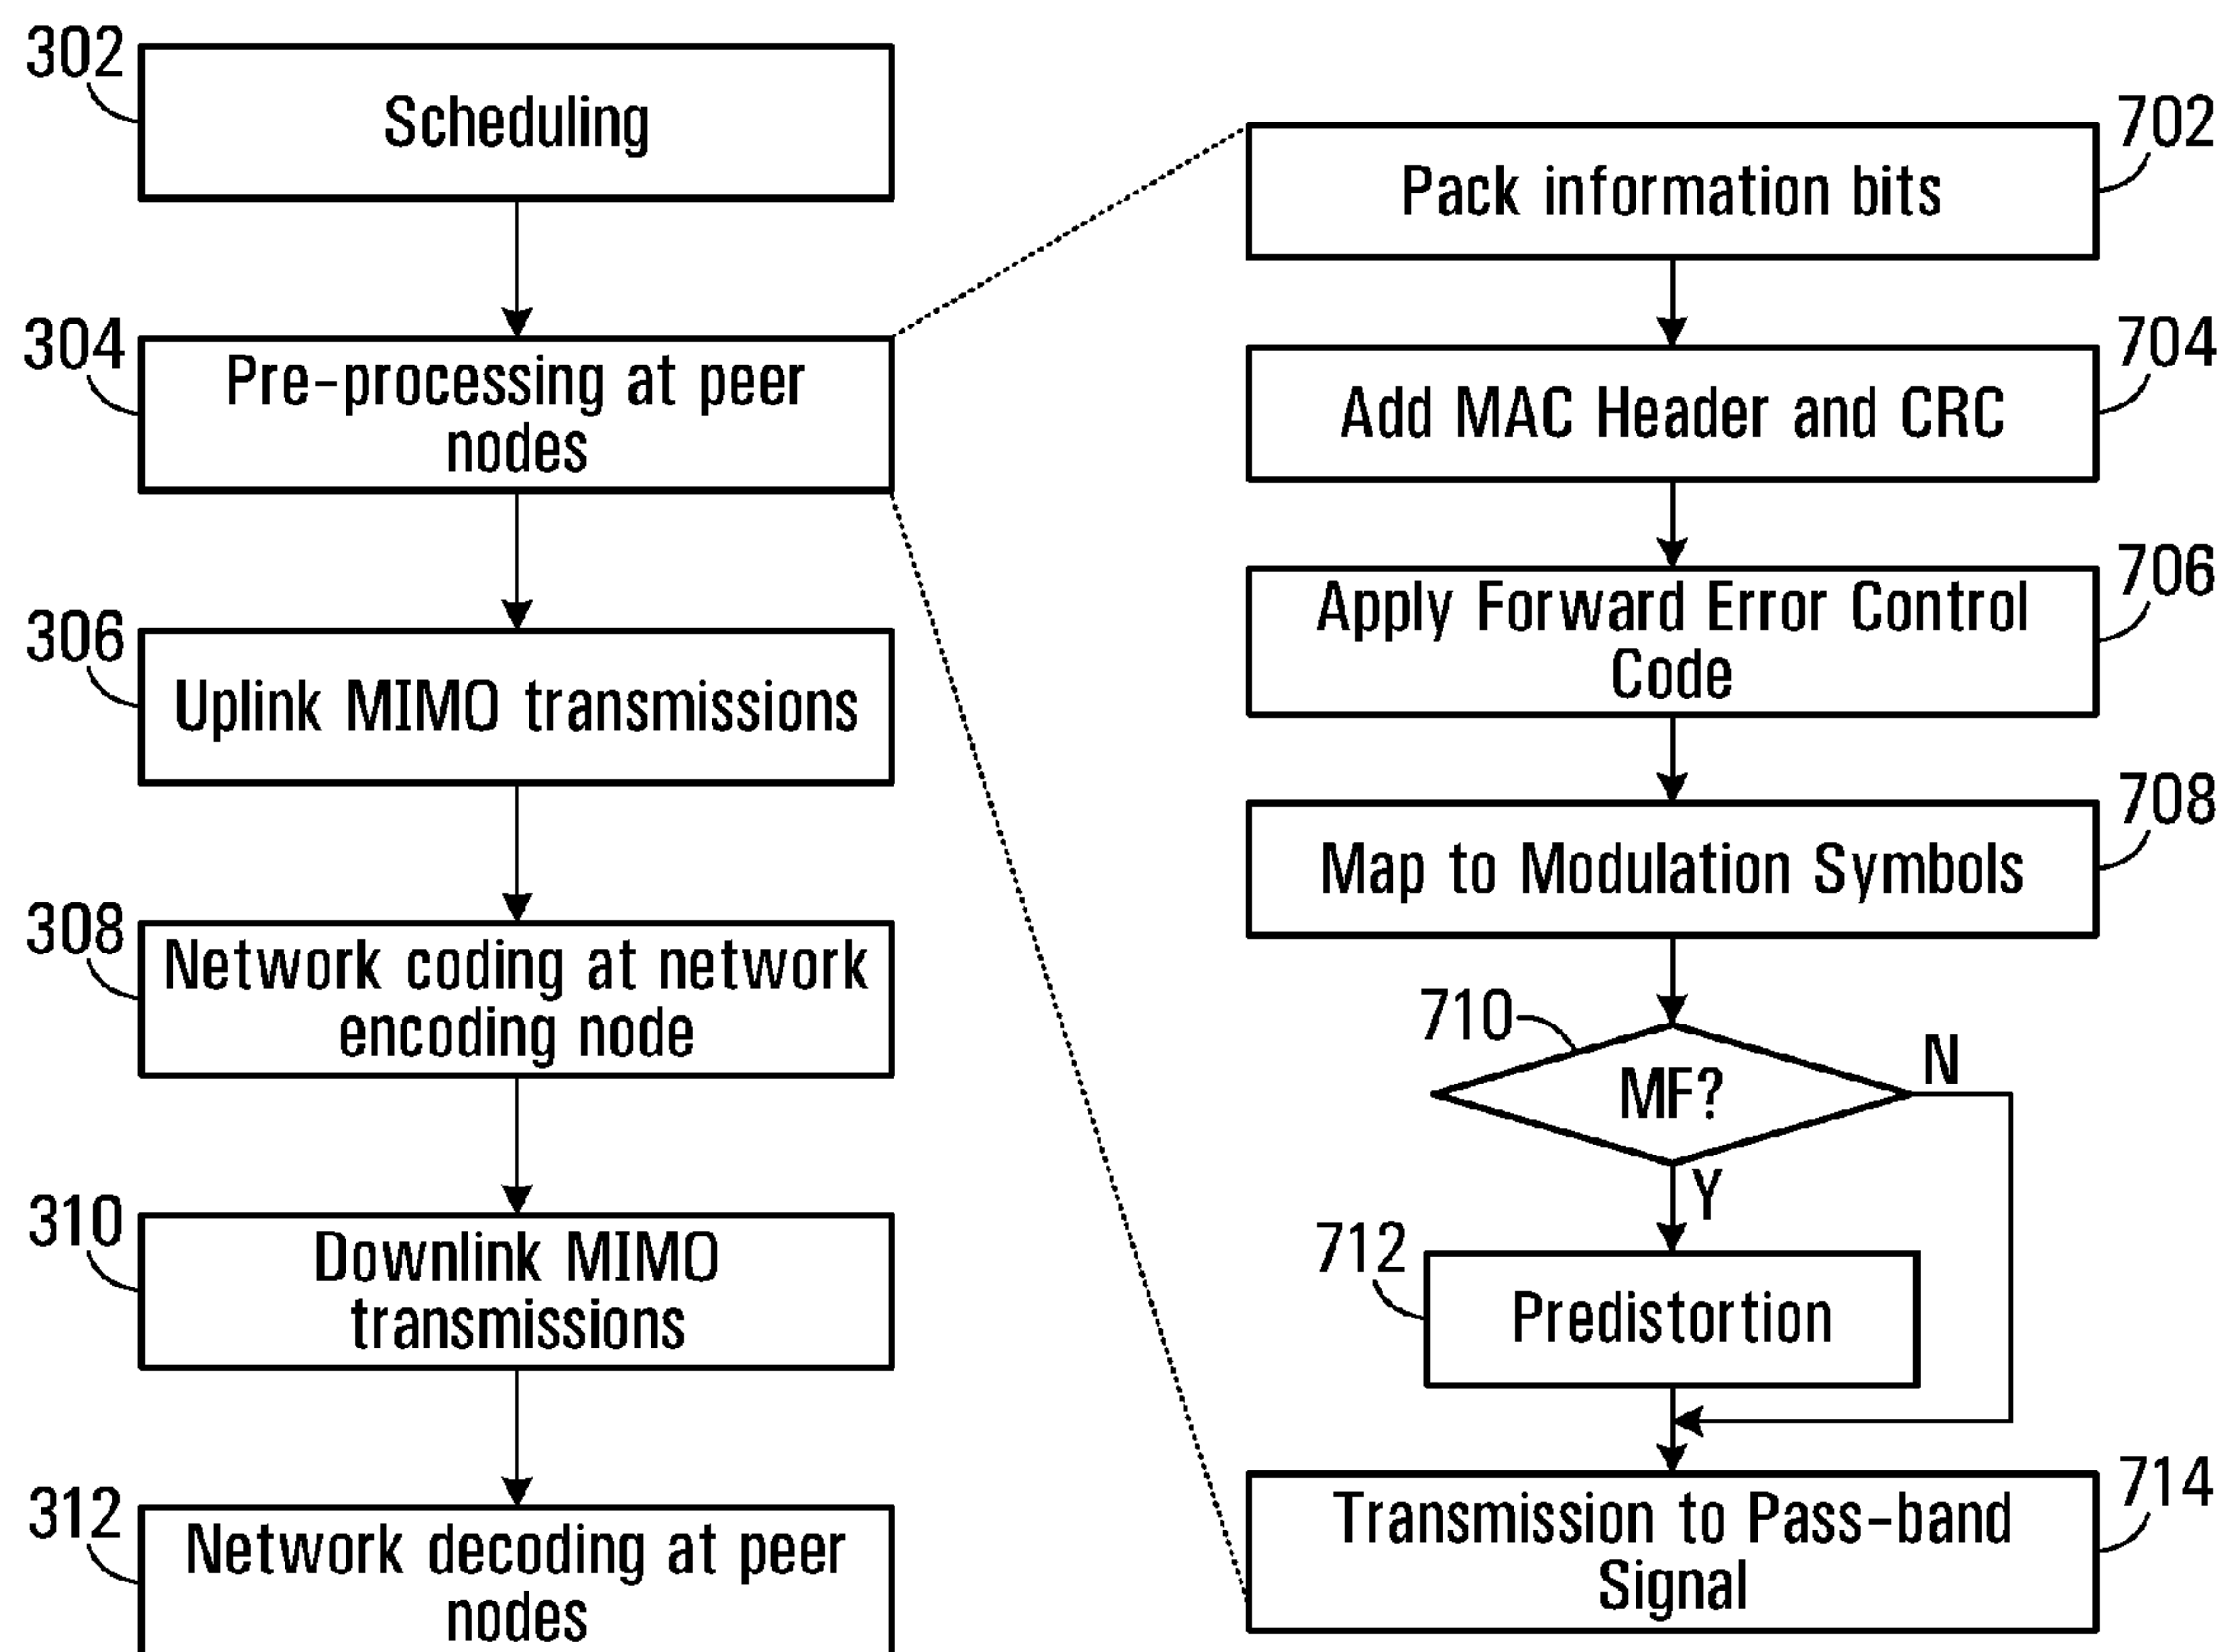 302
Scheduling
304
Pre-processing at peer
nodes
306
Uplink MIMO transmissions
308
Network coding at network
encoding node
310
Downlink MIMO
transmissions
312
Network decoding at peer
nodes
702
Pack information bits
704
Add MAC Header and CRC
706
Apply Forward Error Control
Code
708
Map to Modulation Symbols
710
MF?
N
Y
712
Predistortion
714
Transmission to Pass-band
Signal